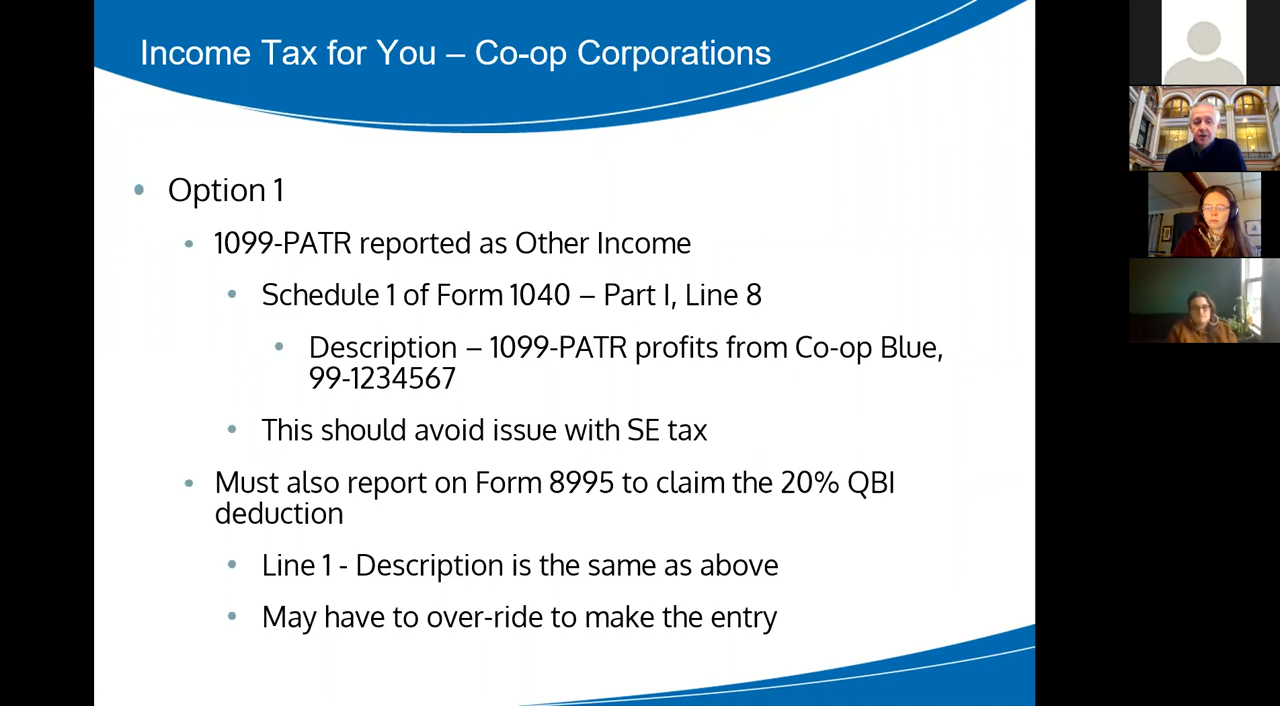 Income Tax for You – Co-op Corporations
• Option 1
• 1099-PATR reported as Other Income
• Schedule 1 of Form 1040 – Part I, Line 8
• Description – 1099-PATR profits from Co-op Blue,
99-1234567
• This should avoid issue with SE tax
• Must also report on Form 8995 to claim the 20% QBI
deduction
• Line 1 - Description is the same as above
• May have to over-ride to make the entry